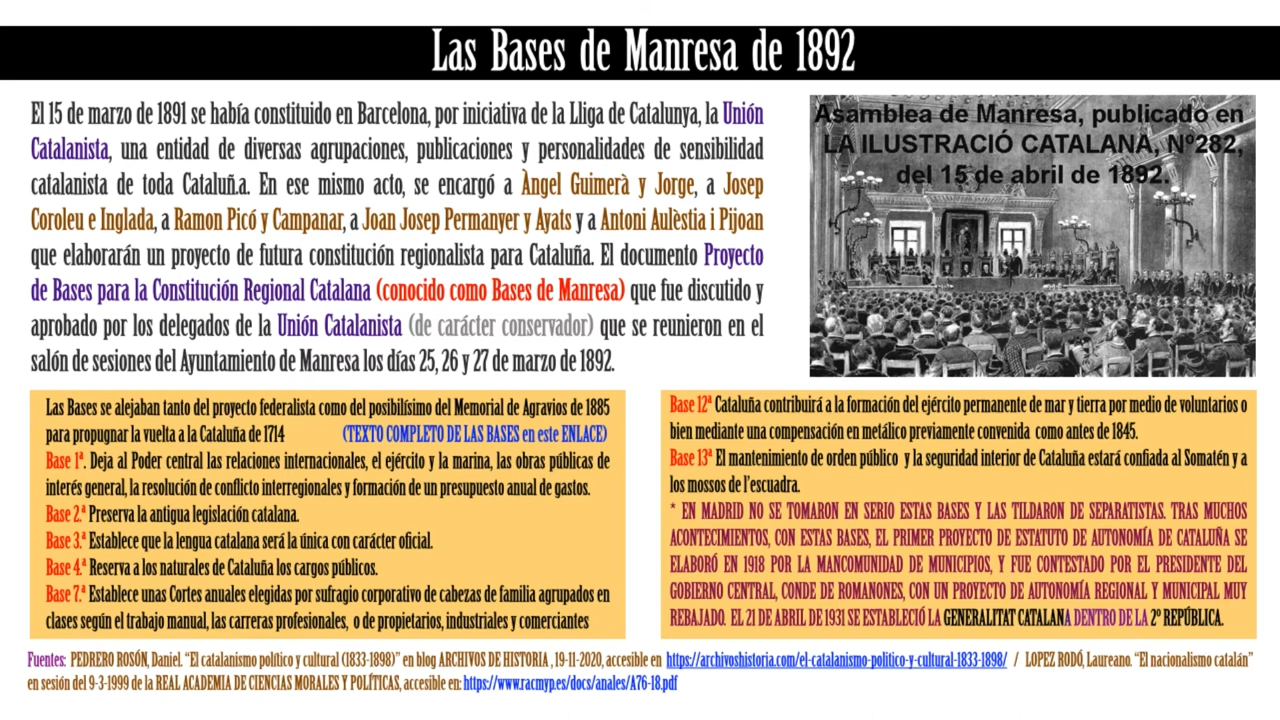 Las Bases de Manresa de 1892
El 15 de marzo de 1891 se había constituido en Barcelona, por iniciativa de la Lliga de Catalunya, la Unión
Catalanista, una entidad de diversas agrupaciones, publicaciones y personalidades de sensibilidad
catalanista de toda Cataluñ.a. En ese mismo acto, se encargó a Àngel Guimerà y Jorge, a Josep
Coroleu e Inglada, a Ramon Picó y Campanar, a Joan Josep Permanyer y Ayats y a Antoni Aulèstia i Pijoan
que elaborarán un proyecto de futura constitución regionalista para Cataluña. El documento Proyecto
de Bases para la Constitución Regional Catalana (conocido como Bases de Manresa) que fue discutido y
aprobado por los delegados de la Unión Catalanista (de carácter conservador) que se reunieron en el
salón de sesiones del Ayuntamiento de Manresa los días 25, 26 y 27 de marzo de 1892.
Asamblea de Manresa, publicado en
LA ILUSTRACIÓ CATALANA, Nº282,
del 15 de abril de 1892.
Las Bases se alejaban tanto del proyecto federalista como del posibilísimo del Memorial de Agravios de 1885
para propugnar la vuelta a la Cataluña de 1714 (TEXTO COMPLETO DE LAS BASES en este ENLACE)
Base 1ª. Deja al Poder central las relaciones internacionales, el ejército y la marina, las obras públicas de
interés general, la resolución de conflicto interregionales y formación de un presupuesto anual de gastos.
Base 2.ª Preserva la antigua legislación catalana.
Base 3.ª Establece que la lengua catalana será la única con carácter oficial.
Base 4.ª Reserva a los naturales de Cataluña los cargos públicos.
Base 7.ª Establece unas Cortes anuales elegidas por sufragio corporativo de cabezas de familia agrupados en
clases según el trabajo manual, las carreras profesionales, o de propietarios, industriales y comerciantes
Base 12ª Cataluña contribuirá a la formación del ejército permanente de mar y tierra por medio de voluntarios o
bien mediante una compensación en metálico previamente convenida como antes de 1845.
Base 13ª El mantenimiento de orden público y la seguridad interior de Cataluña estará confiada al Somatén y a
los mossos de l'escuadra.
* EN MADRID NO SE TOMARON EN SERIO ESTAS BASES Y LAS TILDARON DE SEPARATISTAS. TRAS MUCHOS
ACONTECIMIENTOS, CON ESTAS BASES, EL PRIMER PROYECTO DE ESTATUTO DE AUTONOMÍA DE CATALUÑA SE
ELABORÓ EN 1918 POR LA MANCOMUNIDAD DE MUNICIPIOS, Y FUE CONTESTADO POR EL PRESIDENTE DEL
GOBIERNO CENTRAL, CONDE DE ROMANONES, CON UN PROYECTO DE AUTONOMÍA REGIONAL Y MUNICIPAL MUY
REBAJADO. EL 21 DE ABRIL DE 1931 SE ESTABLECIÓ LA GENERALITAT CATALANA DENTRO DE LA 2º REPÚBLICA.
Fuentes: PEDRERO ROSÓN, Daniel. "El catalanismo político y cultural (1833-1898)" en blog ARCHIVOS DE HISTORIA , 19-11-2020, accesible en https://archivoshistoria.com/el-catalanismo-politico-y-cultural-1833-1898/ / LOPEZ RODÓ, Laureano. "El nacionalismo catalán"
en sesión del 9-3-1999 de la REAL ACADEMIA DE CIENCIAS MORALES Y POLÍTICAS, accesible en: https://www.racmyp.es/docs/anales/A76-18.pdf